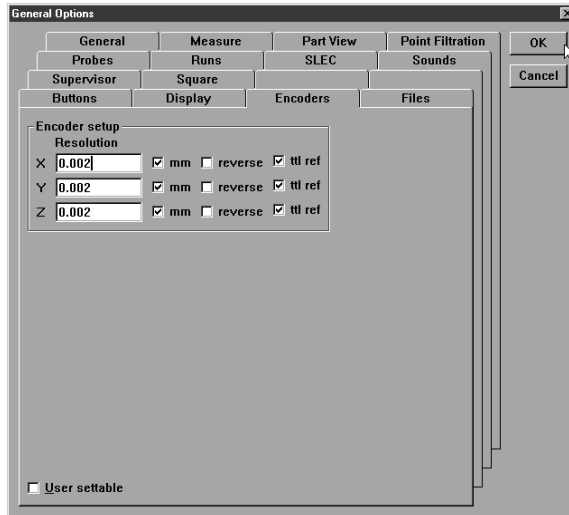 General Options
General Measure Part View Point Filtration
Probes Runs SLEC Sounds
Supervisor Square
Buttons Display Encoders Files
OK
Cancel
Encoder setup
Resolution
X 0.002 mm reverse ttl ref
Y 0.002 mm reverse ttl ref
Z 0.002 mm reverse ttl ref
User settable